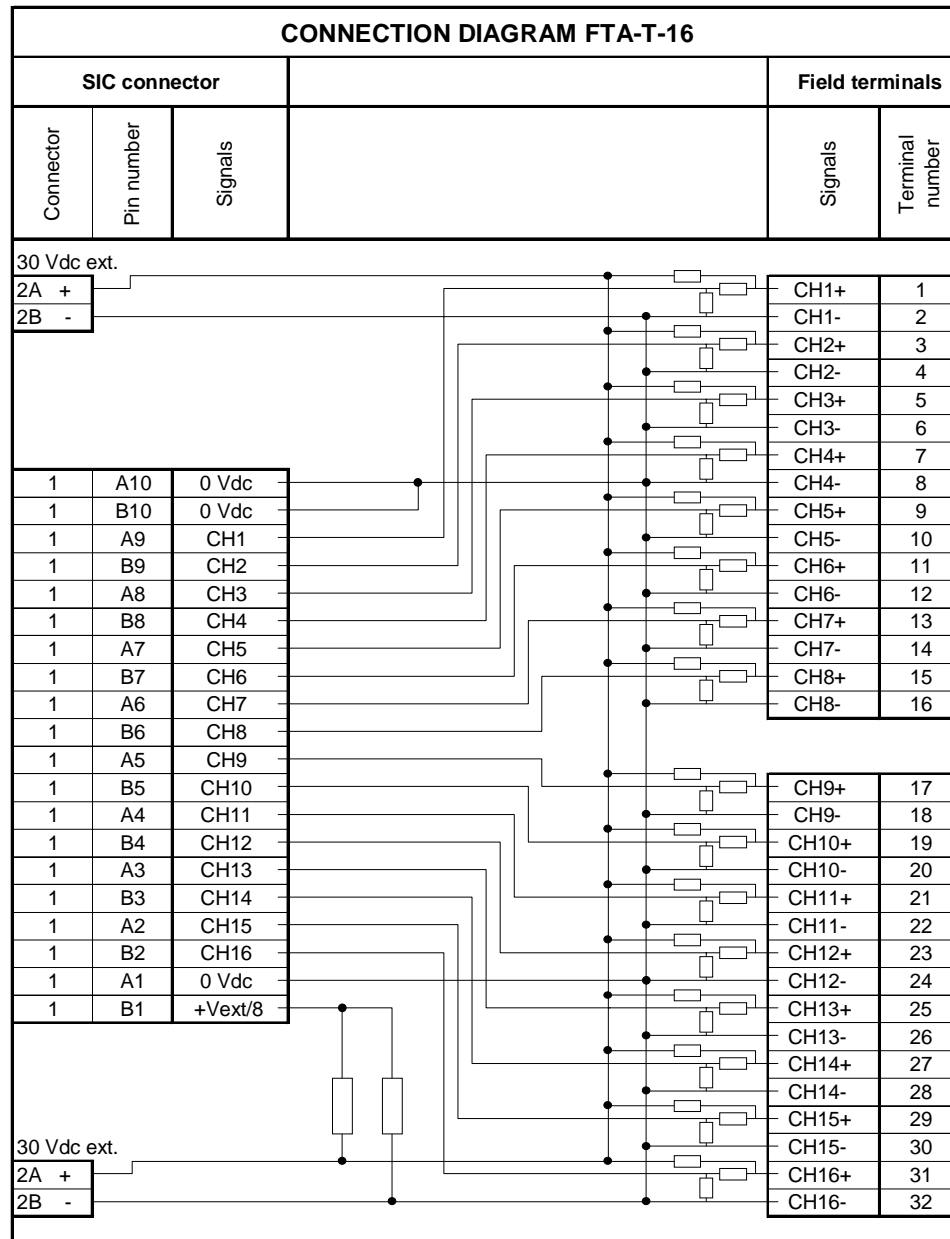 CONNECTION DIAGRAM FTA-T-16
SIC connector
Field terminals
Connector
Pin number
Signals
Signals
Terminal number
30 Vdc ext.
2A +
2B -
CH1+ 1
CH1- 2
CH2+ 3
CH2- 4
CH3+ 5
CH3- 6
CH4+ 7
CH4- 8
CH5+ 9
CH5- 10
CH6+ 11
CH6- 12
CH7+ 13
CH7- 14
CH8+ 15
CH8- 16
1 A10 0 Vdc
1 B10 0 Vdc
1 A9 CH1
1 B9 CH2
1 A8 CH3
1 B8 CH4
1 A7 CH5
1 B7 CH6
1 A6 CH7
1 B6 CH8
1 A5 CH9
1 B5 CH10
1 A4 CH11
1 B4 CH12
1 A3 CH13
1 B3 CH14
1 A2 CH15
1 B2 CH16
1 A1 0 Vdc
1 B1 +Vext/8
CH9+ 17
CH9- 18
CH10+ 19
CH10- 20
CH11+ 21
CH11- 22
CH12+ 23
CH12- 24
CH13+ 25
CH13- 26
CH14+ 27
CH14- 28
CH15+ 29
CH15- 30
CH16+ 31
CH16- 32
30 Vdc ext.
2A +
2B -